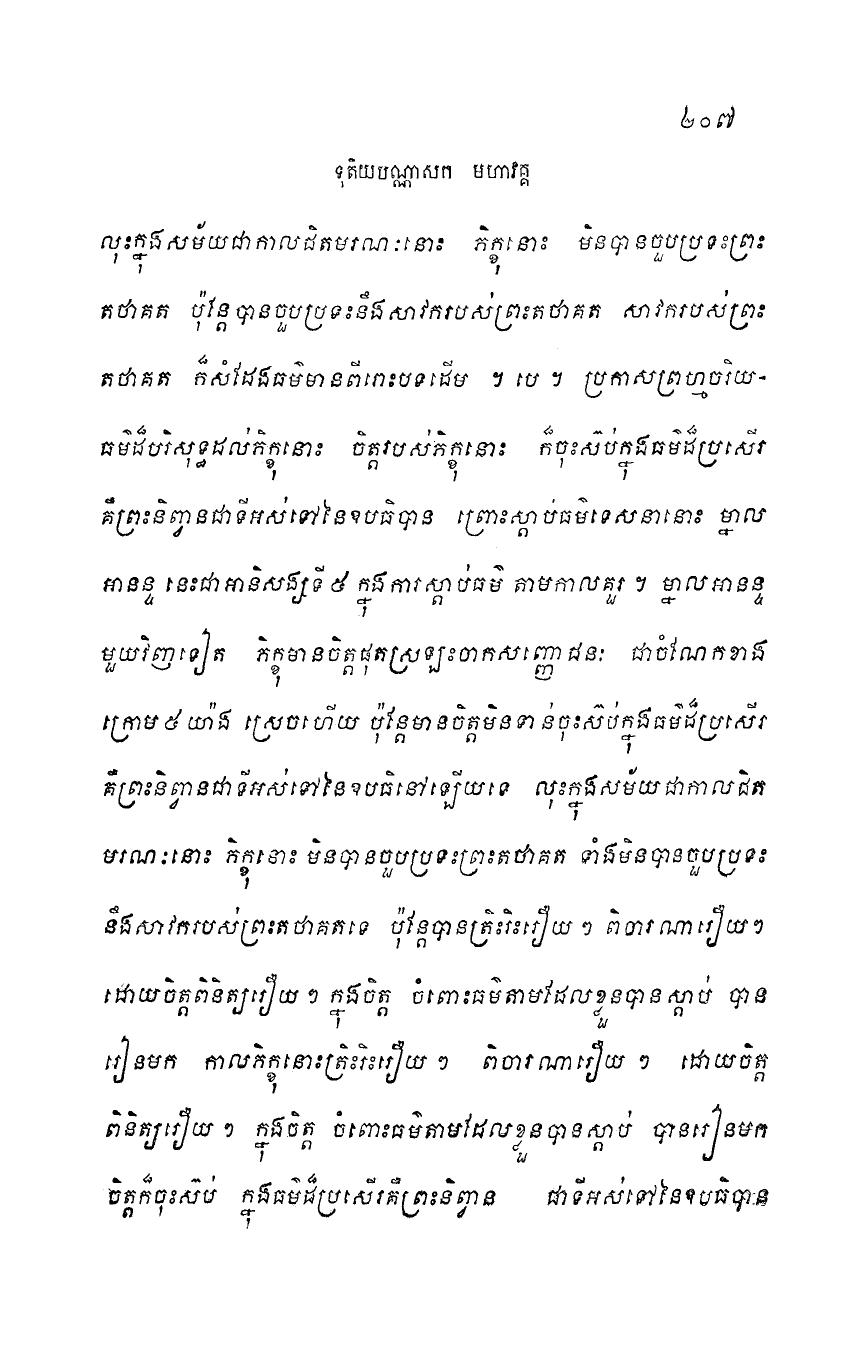 ២០៧
ទុតិយបណ្ណាសព មហាវគ្គ
លុះក្នុងសម័យជាកាលជិតមរណៈនោះ ភិក្ខុនោះ មិនបានចួបប្រទះព្រះ
តថាគត ប៉ុន្តែបានចួបប្រទះនឹងសាវករបស់ព្រះតថាគត សាវករបស់ព្រះ
តថាគត ក៏សំដែងធម៌មានពីរោះបទដើម ។ បេ ។ ប្រកាសព្រហ្មចរិយ-
ធម៌ដ៏បរិសុទ្ធដល់ភិក្ខុនោះ ចិត្តរបស់ភិក្ខុនោះ ក៏ចុះស៊ប់ក្នុងធម៌ដ៏ប្រសើរ
គឺព្រះនិព្វានជាទីអស់ទៅនៃឧបធិបាន ព្រោះស្តាប់ធម៌ទេសនានោះ ម្នាល
អានន្ទ នេះជាអានិសង្សទី ៥ ក្នុងការស្តាប់ធម៌ តាមកាលគួរ ។ ម្នាលអានន្ទ
មួយវិញទៀត ភិក្ខុមានចិត្តផុតស្រឡះចាកសញ្ញោជនៈ ជាចំណែកខាង
ក្រោម ៥ យ៉ាង ស្រេចហើយ ប៉ុន្តែមានចិត្តមិនទាន់ចុះស៊ប់ក្នុងធម៌ដ៏ប្រសើរ
គឺព្រះនិព្វានជាទីអស់ទៅនៃឧបធិនៅឡើយទេ លុះក្នុងសម័យជាកាលជិត
មរណៈនោះ ភិក្ខុនោះ មិនបានចួបប្រទះព្រះតថាគត ទាំងមិនបានចួបប្រទះ
នឹងសាវករបស់ព្រះតថាគតទេ ប៉ុន្តែបានត្រិះរិះរឿយ ៗ ពិចារណារឿយ ៗ
ដោយចិត្តពិនិត្យរឿយ ៗ ក្នុងចិត្ត ចំពោះធម៌តាមដែលខ្លួនបានស្តាប់ បាន
រៀនមក កាលភិក្ខុនោះត្រិះរិះរឿយ ៗ ពិចារណារឿយ ៗ ដោយចិត្ត
ពិនិត្យរឿយ ៗ ក្នុងចិត្ត ចំពោះធម៌តាមដែលខ្លួនបានស្តាប់ បានរៀនមក
ចិត្តក៏ចុះស៊ប់ ក្នុងធម៌ដ៏ប្រសើរគឺព្រះនិព្វាន ជាទីអស់ទៅនៃឧបធិបាន